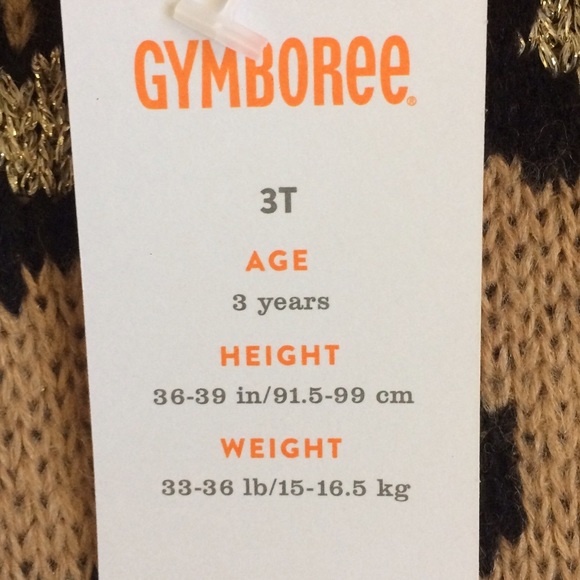 GYMBOREE®
3T
AGE
3 years
HEIGHT
36-39 in/91.5-99 cm
WEIGHT
33-36 lb/15-16.5 kg